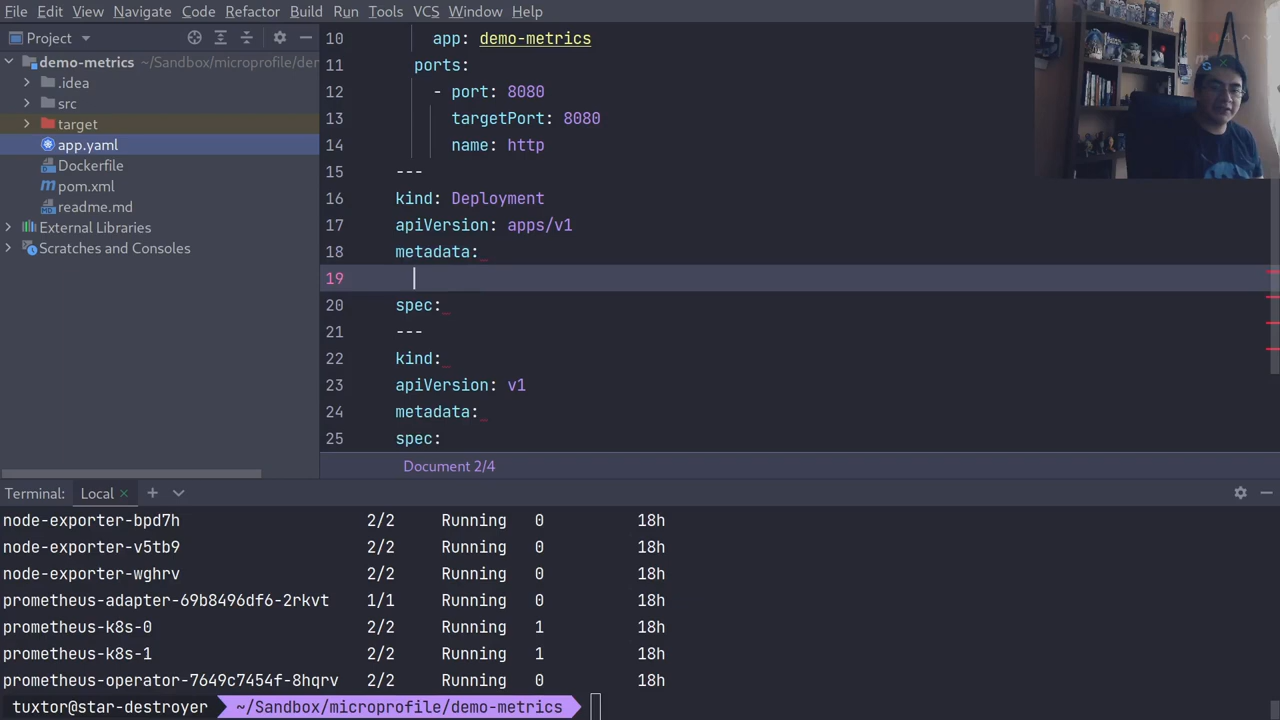 File Edit View Navigate Code Refactor Build Run Tools VCS Window Help
Project
demo-metrics ~/Sandbox/microprofile/der
.idea
src
target
app.yaml
Dockerfile
pom.xml
readme.md
External Libraries
Scratches and Consoles
10 app: demo-metrics
11 ports:
12 - port: 8080
13 targetPort: 8080
14 name: http
15 ---
16 kind: Deployment
17 apiVersion: apps/v1
18 metadata:
19
20 spec:
21 ---
22 kind:
23 apiVersion: v1
24 metadata:
25 spec:
Document 2/4
Terminal: Local
node-exporter-bpd7h 2/2 Running 0 18h
node-exporter-v5tb9 2/2 Running 0 18h
node-exporter-wghrv 2/2 Running 0 18h
prometheus-adapter-69b8496df6-2rkvt 1/1 Running 0 18h
prometheus-k8s-0 2/2 Running 1 18h
prometheus-k8s-1 2/2 Running 1 18h
prometheus-operator-7649c7454f-8hqrv 2/2 Running 0 18h
tuxtor@star-destroyer ~/Sandbox/microprofile/demo-metrics